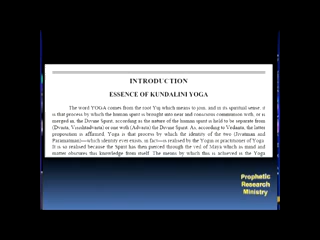 INTRODUCTION
ESSENCE OF KUNDALINI YOGA
The word YOGA comes from the root Yuj which means to join, and in its spiritual sense, it
is that process by which the human spirit is brought into near and conscious communion with, or is
merged in, the Divine Spirit, according as the nature of the human spirit is held to be separate from
(Dvaita, Visishtadvaita) or one with (Advaita) the Divine Spirit. As, according to Vedanta, the latter
proposition is affirmed, Yoga is that process by which the identity of the two (Jivatman and
Paramatman)—which identity ever exists, in fact—is realised by the Yogin or practitioner of Yoga.
It is so realised because the Spirit has then pierced through the veil of Maya which as mind and
matter obscures this knowledge from itself. The means by which this is achieved is the Yoga
Prophetic
Research
Ministry